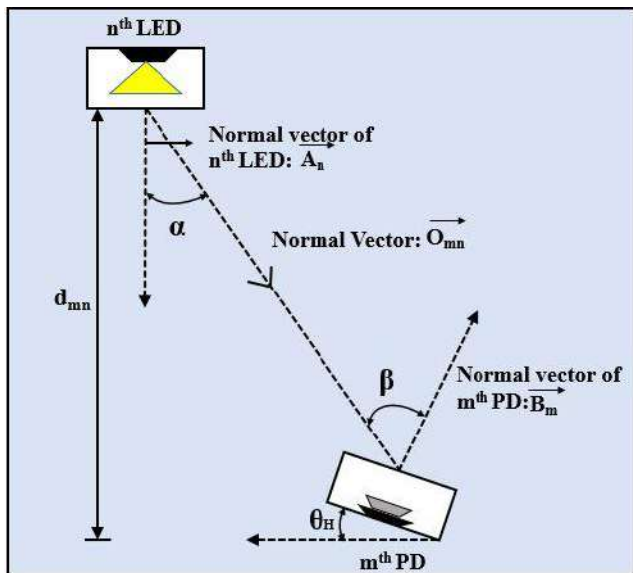 nth LED
Normal vector of
nth LED: An
α
Normal Vector: Omn
dmn
β
Normal vector of
mth PD:Bm
θH
mth PD